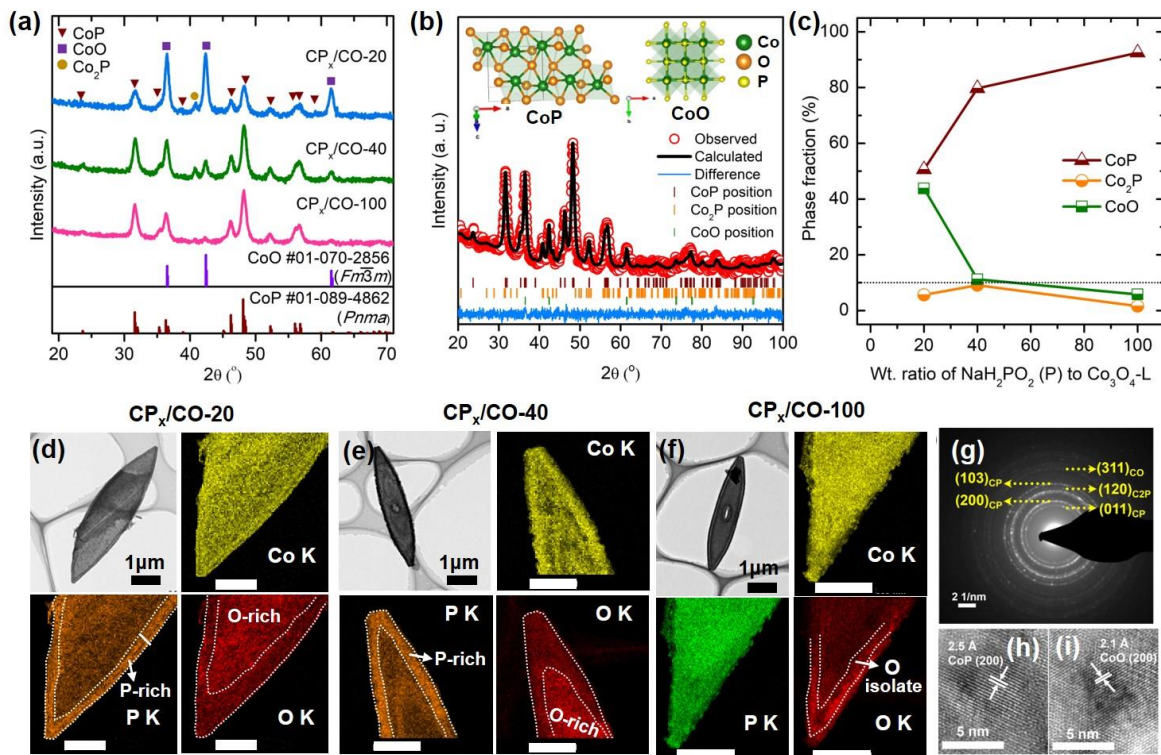 (a)
CoP
CoO
Co₂P
CPₓ/CO-20
CPₓ/CO-40
CPₓ/CO-100
CoO #01-070-2856
(Fm3̅m)
CoP #01-089-4862
(Pnma)
Intensity (a.u.)
20 30 40 50 60 70
2θ (°)
(b)
CoP
CoO
Co
O
P
a
c
a
b
Observed
Calculated
Difference
CoP position
Co₂P position
CoO position
Intensity (a. u.)
20 30 40 50 60 70 80 90 100
2θ (°)
(c)
100
80
60
40
20
0
10
Phase fraction (%)
CoP
Co₂P
CoO
0 20 40 60 80 100
Wt. ratio of NaH₂PO₂ (P) to Co₃O₄-L
CPₓ/CO-20
CPₓ/CO-40
CPₓ/CO-100
(d)
1μm
Co K
P-rich
P K
O-rich
O K
(e)
1μm
Co K
P K
P-rich
O K
O-rich
(f)
1μm
Co K
P K
O
isolate
O K
(g)
(311)CO
(103)CP
(120)C2P
(200)CP
(011)CP
2 1/nm
(h)
2.5 Å
CoP (200)
5 nm
(i)
2.1 Å
CoO (200)
5 nm